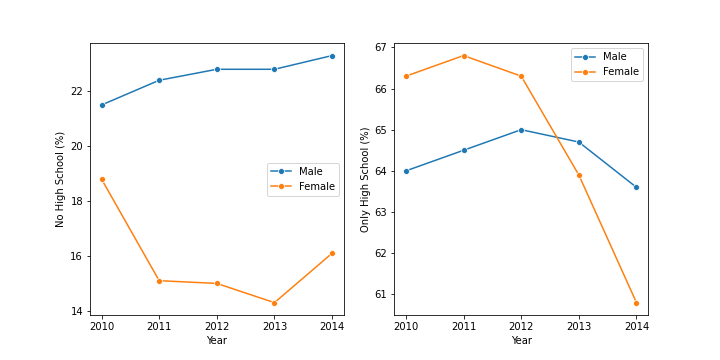 No High School (%)
22
20
18
16
14
Male
Female
2010 2011 2012 2013 2014
Year
Only High School (%)
67
66
65
64
63
62
61
Male
Female
2010 2011 2012 2013 2014
Year